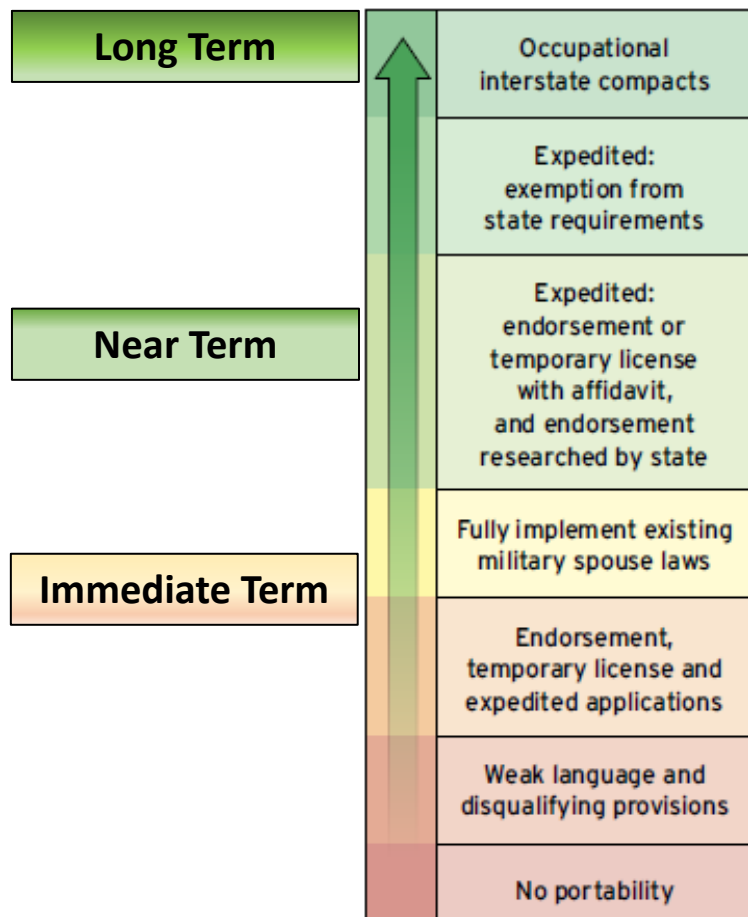 Long Term
Occupational
interstate compacts
Expedited:
exemption from
state requirements
Near Term
Expedited:
endorsement or
temporary license
with affidavit,
and endorsement
researched by state
Immediate Term
Fully implement existing
military spouse laws
Endorsement,
temporary license and
expedited applications
Weak language and
disqualifying provisions
No portability